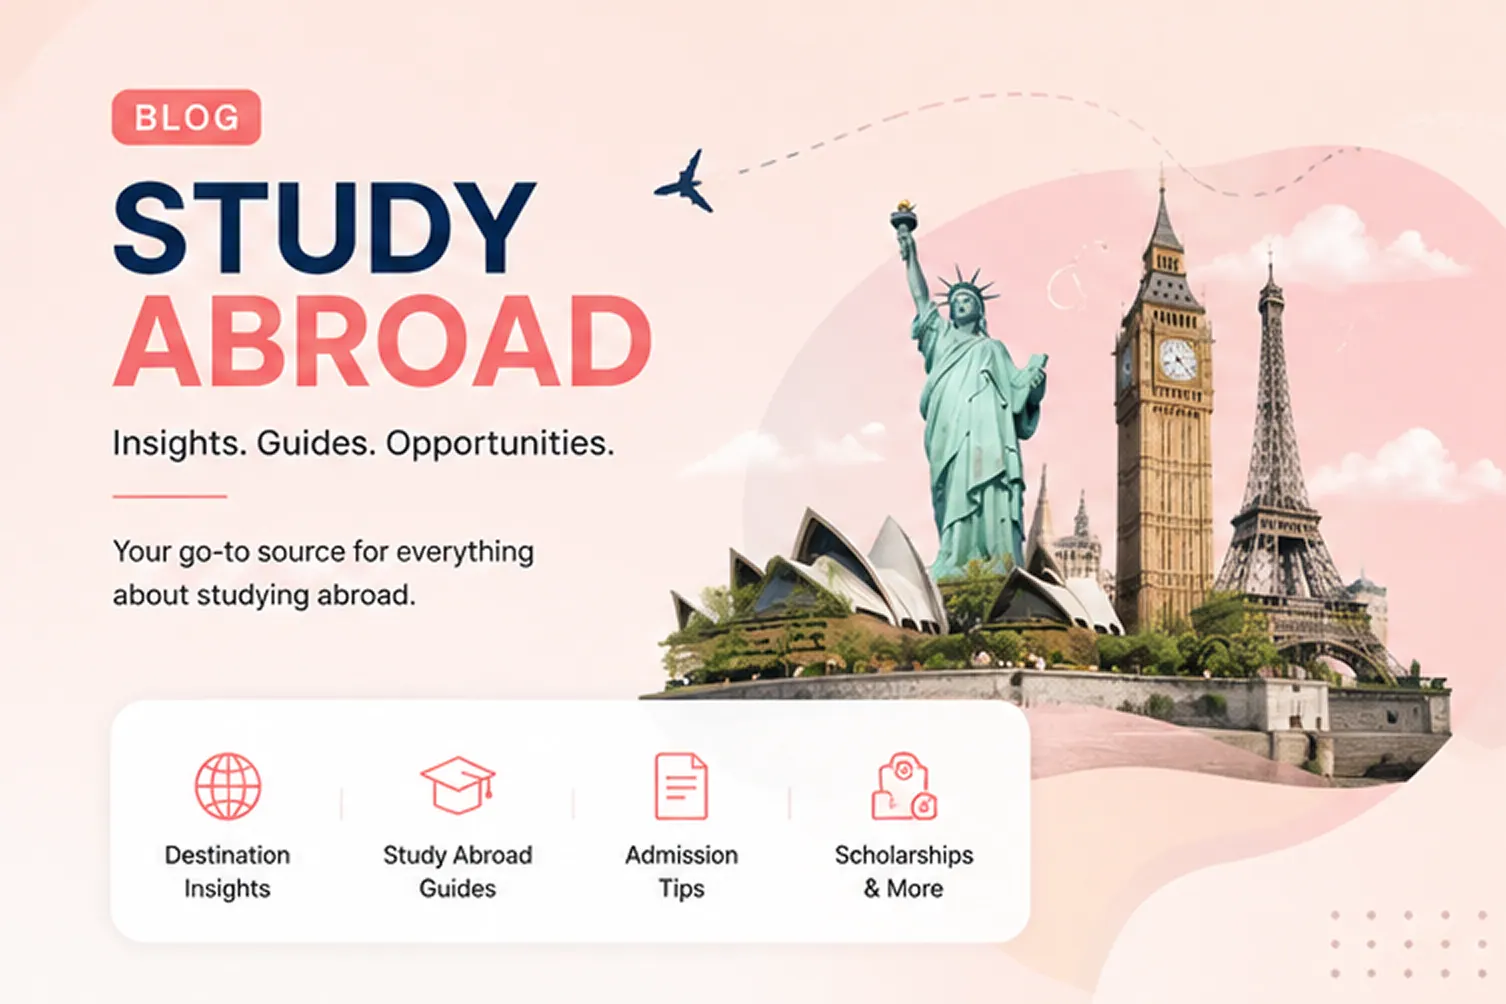 BLOG
STUDY
ABROAD
Insights. Guides. Opportunities.
Your go-to source for everything
about studying abroad.
Destination
Insights
Study Abroad
Guides
Admission
Tips
Scholarships
& More